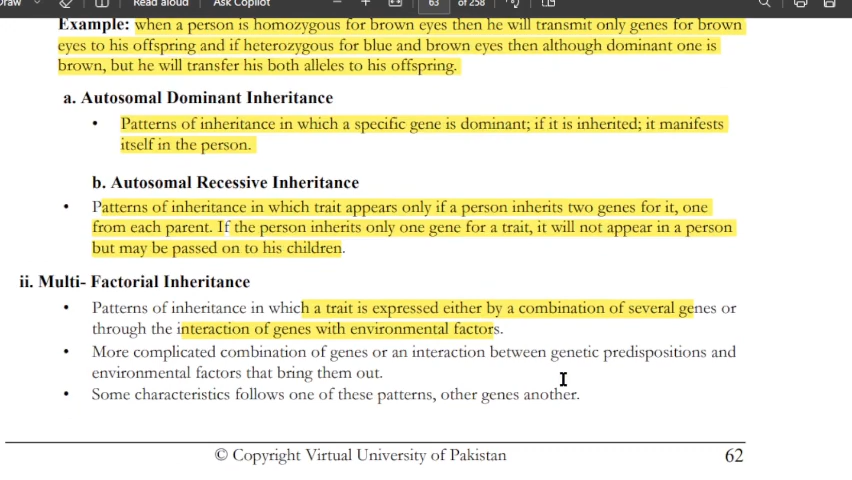 Draw
Read aloud
Ask Copilot
63
of 258
Example: when a person is homozygous for brown eyes then he will transmit only genes for brown
eyes to his offspring and if heterozygous for blue and brown eyes then although dominant one is
brown, but he will transfer his both alleles to his offspring.
a. Autosomal Dominant Inheritance
• Patterns of inheritance in which a specific gene is dominant; if it is inherited; it manifests
itself in the person.
b. Autosomal Recessive Inheritance
• Patterns of inheritance in which trait appears only if a person inherits two genes for it, one
from each parent. If the person inherits only one gene for a trait, it will not appear in a person
but may be passed on to his children.
ii. Multi- Factorial Inheritance
• Patterns of inheritance in which a trait is expressed either by a combination of several genes or
through the interaction of genes with environmental factors.
• More complicated combination of genes or an interaction between genetic predispositions and
environmental factors that bring them out.
• Some characteristics follows one of these patterns, other genes another.
© Copyright Virtual University of Pakistan
62